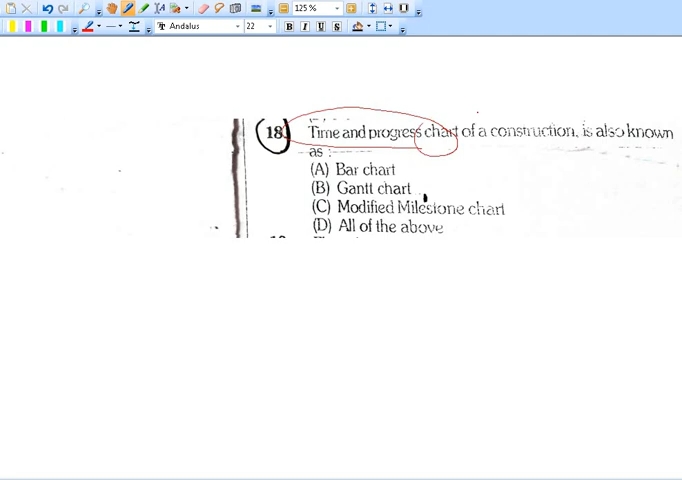 125 %
Andalus 22 B I U S
18. Time and progress chart of a construction, is also known
as :
(A) Bar chart
(B) Gantt chart
(C) Modified Milestone chart
(D) All of the above